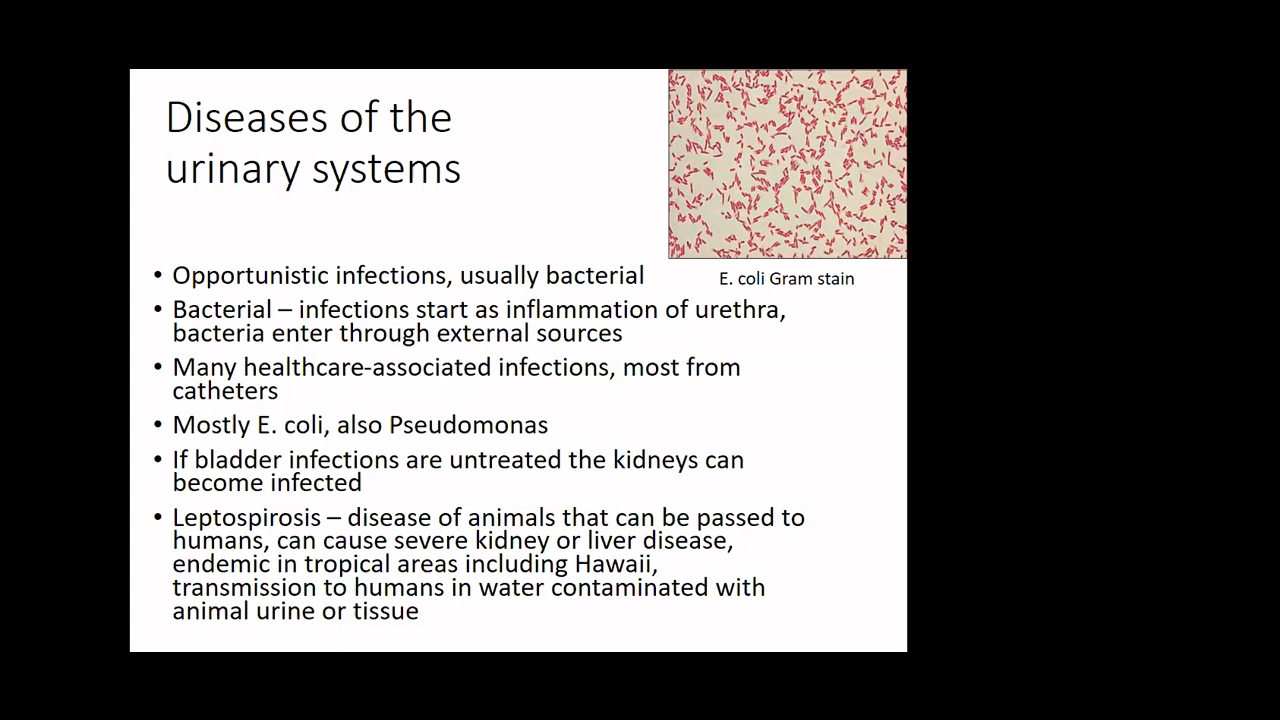 Diseases of the
urinary systems
E. coli Gram stain
• Opportunistic infections, usually bacterial
• Bacterial – infections start as inflammation of urethra,
bacteria enter through external sources
• Many healthcare-associated infections, most from
catheters
• Mostly E. coli, also Pseudomonas
• If bladder infections are untreated the kidneys can
become infected
• Leptospirosis – disease of animals that can be passed to
humans, can cause severe kidney or liver disease,
endemic in tropical areas including Hawaii,
transmission to humans in water contaminated with
animal urine or tissue